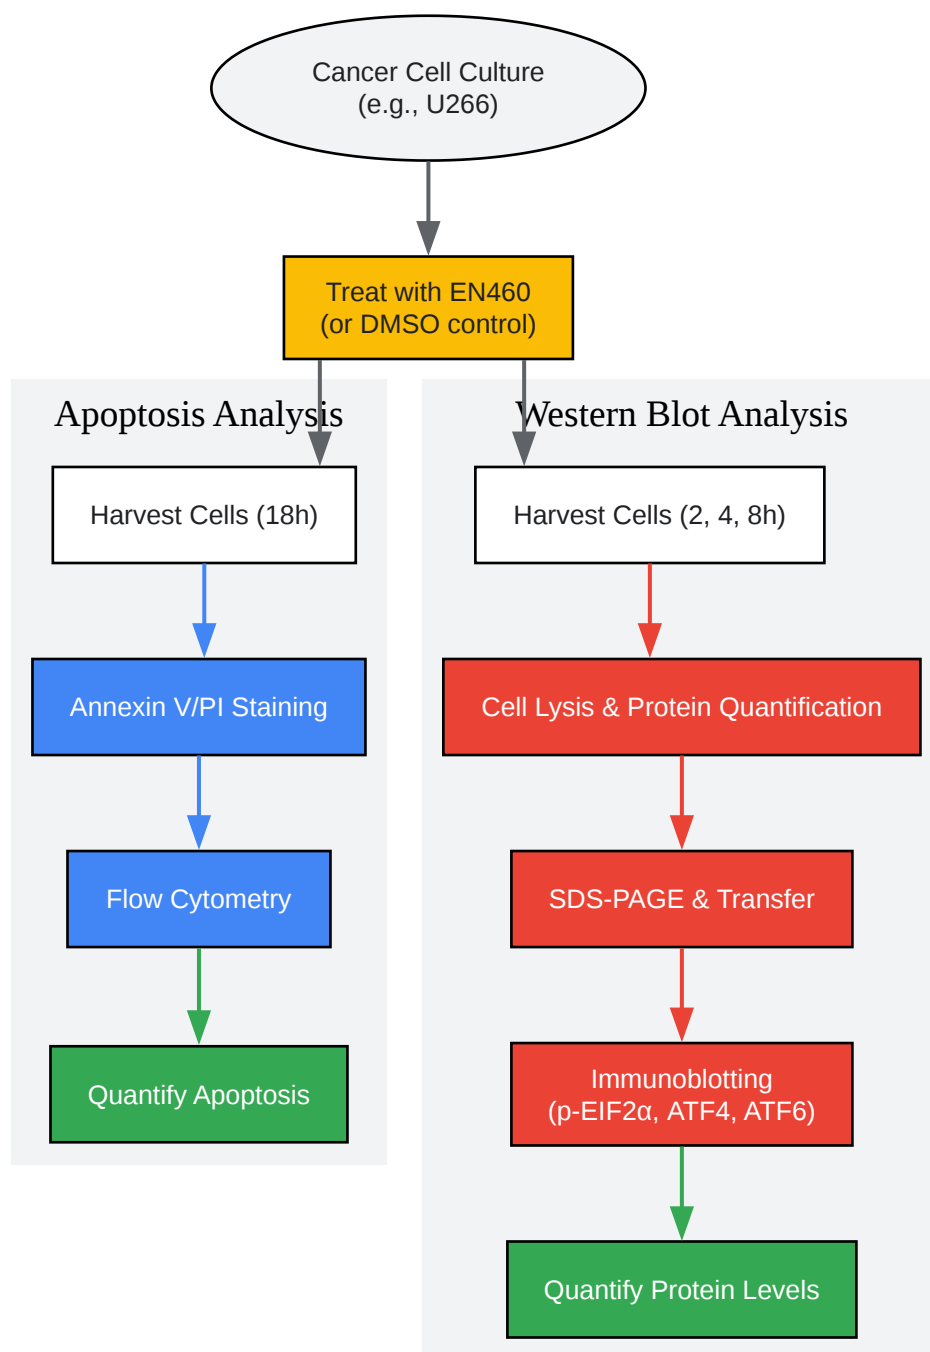 Cancer Cell Culture
(e.g., U266)
Treat with EN460
(or DMSO control)
Apoptosis Analysis
Harvest Cells (18h)
Annexin V/PI Staining
Flow Cytometry
Quantify Apoptosis
Western Blot Analysis
Harvest Cells (2, 4, 8h)
Cell Lysis & Protein Quantification
SDS-PAGE & Transfer
Immunoblotting
(p-EIF2α, ATF4, ATF6)
Quantify Protein Levels